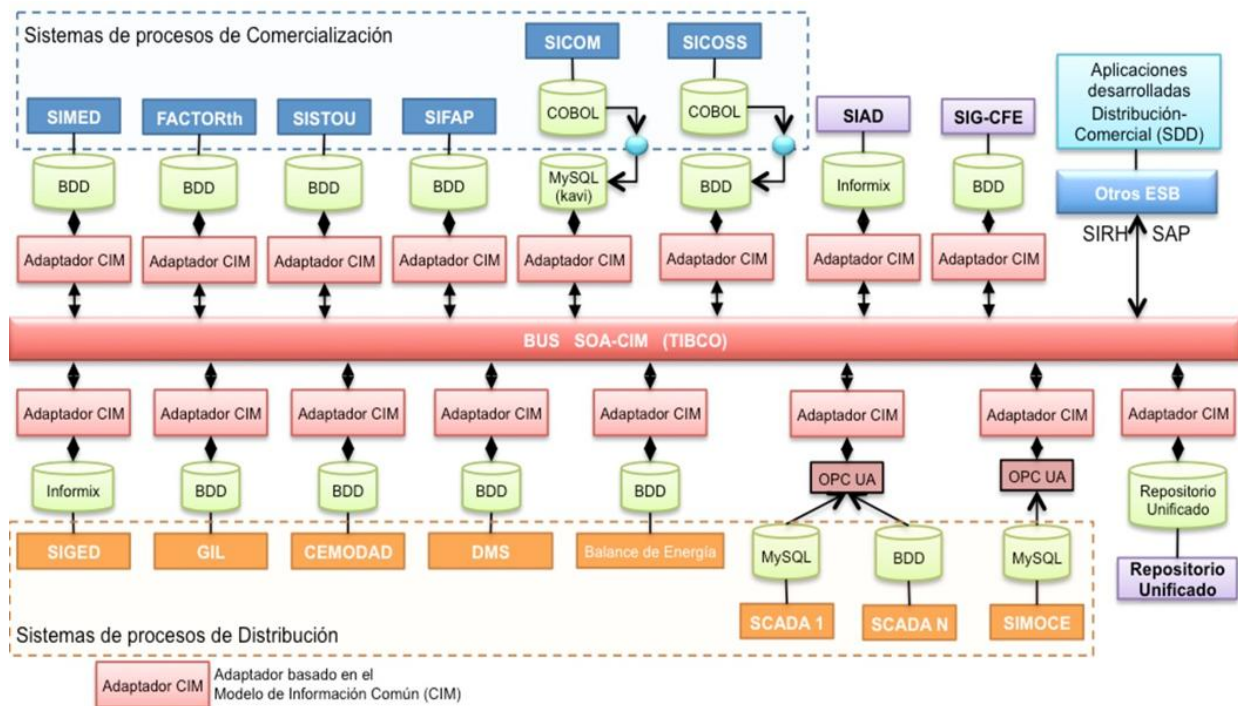 Sistemas de procesos de Comercialización
SICOM
SICOSS
Aplicaciones
desarrolladas
Distribución-
Comercial (SDD)
COBOL
COBOL
SIMED
FACTORth
SISTOU
SIFAP
SIAD
SIG-CFE
BDD
BDD
BDD
BDD
MySQL
(kavi)
BDD
Informix
BDD
Otros ESB
SIRH
SAP
Adaptador CIM
Adaptador CIM
Adaptador CIM
Adaptador CIM
Adaptador CIM
Adaptador CIM
Adaptador CIM
Adaptador CIM
BUS SOA-CIM (TIBCO)
Adaptador CIM
Adaptador CIM
Adaptador CIM
Adaptador CIM
Adaptador CIM
Adaptador CIM
Adaptador CIM
Adaptador CIM
Informix
BDD
BDD
BDD
BDD
OPC UA
OPC UA
Repositorio
Unificado
SIGED
GIL
CEMODAD
DMS
Balance de Energía
MySQL
BDD
MySQL
Repositorio
Unificado
SCADA 1
SCADA N
SIMOCE
Sistemas de procesos de Distribución
Adaptador CIM
Adaptador basado en el
Modelo de Información Común (CIM)